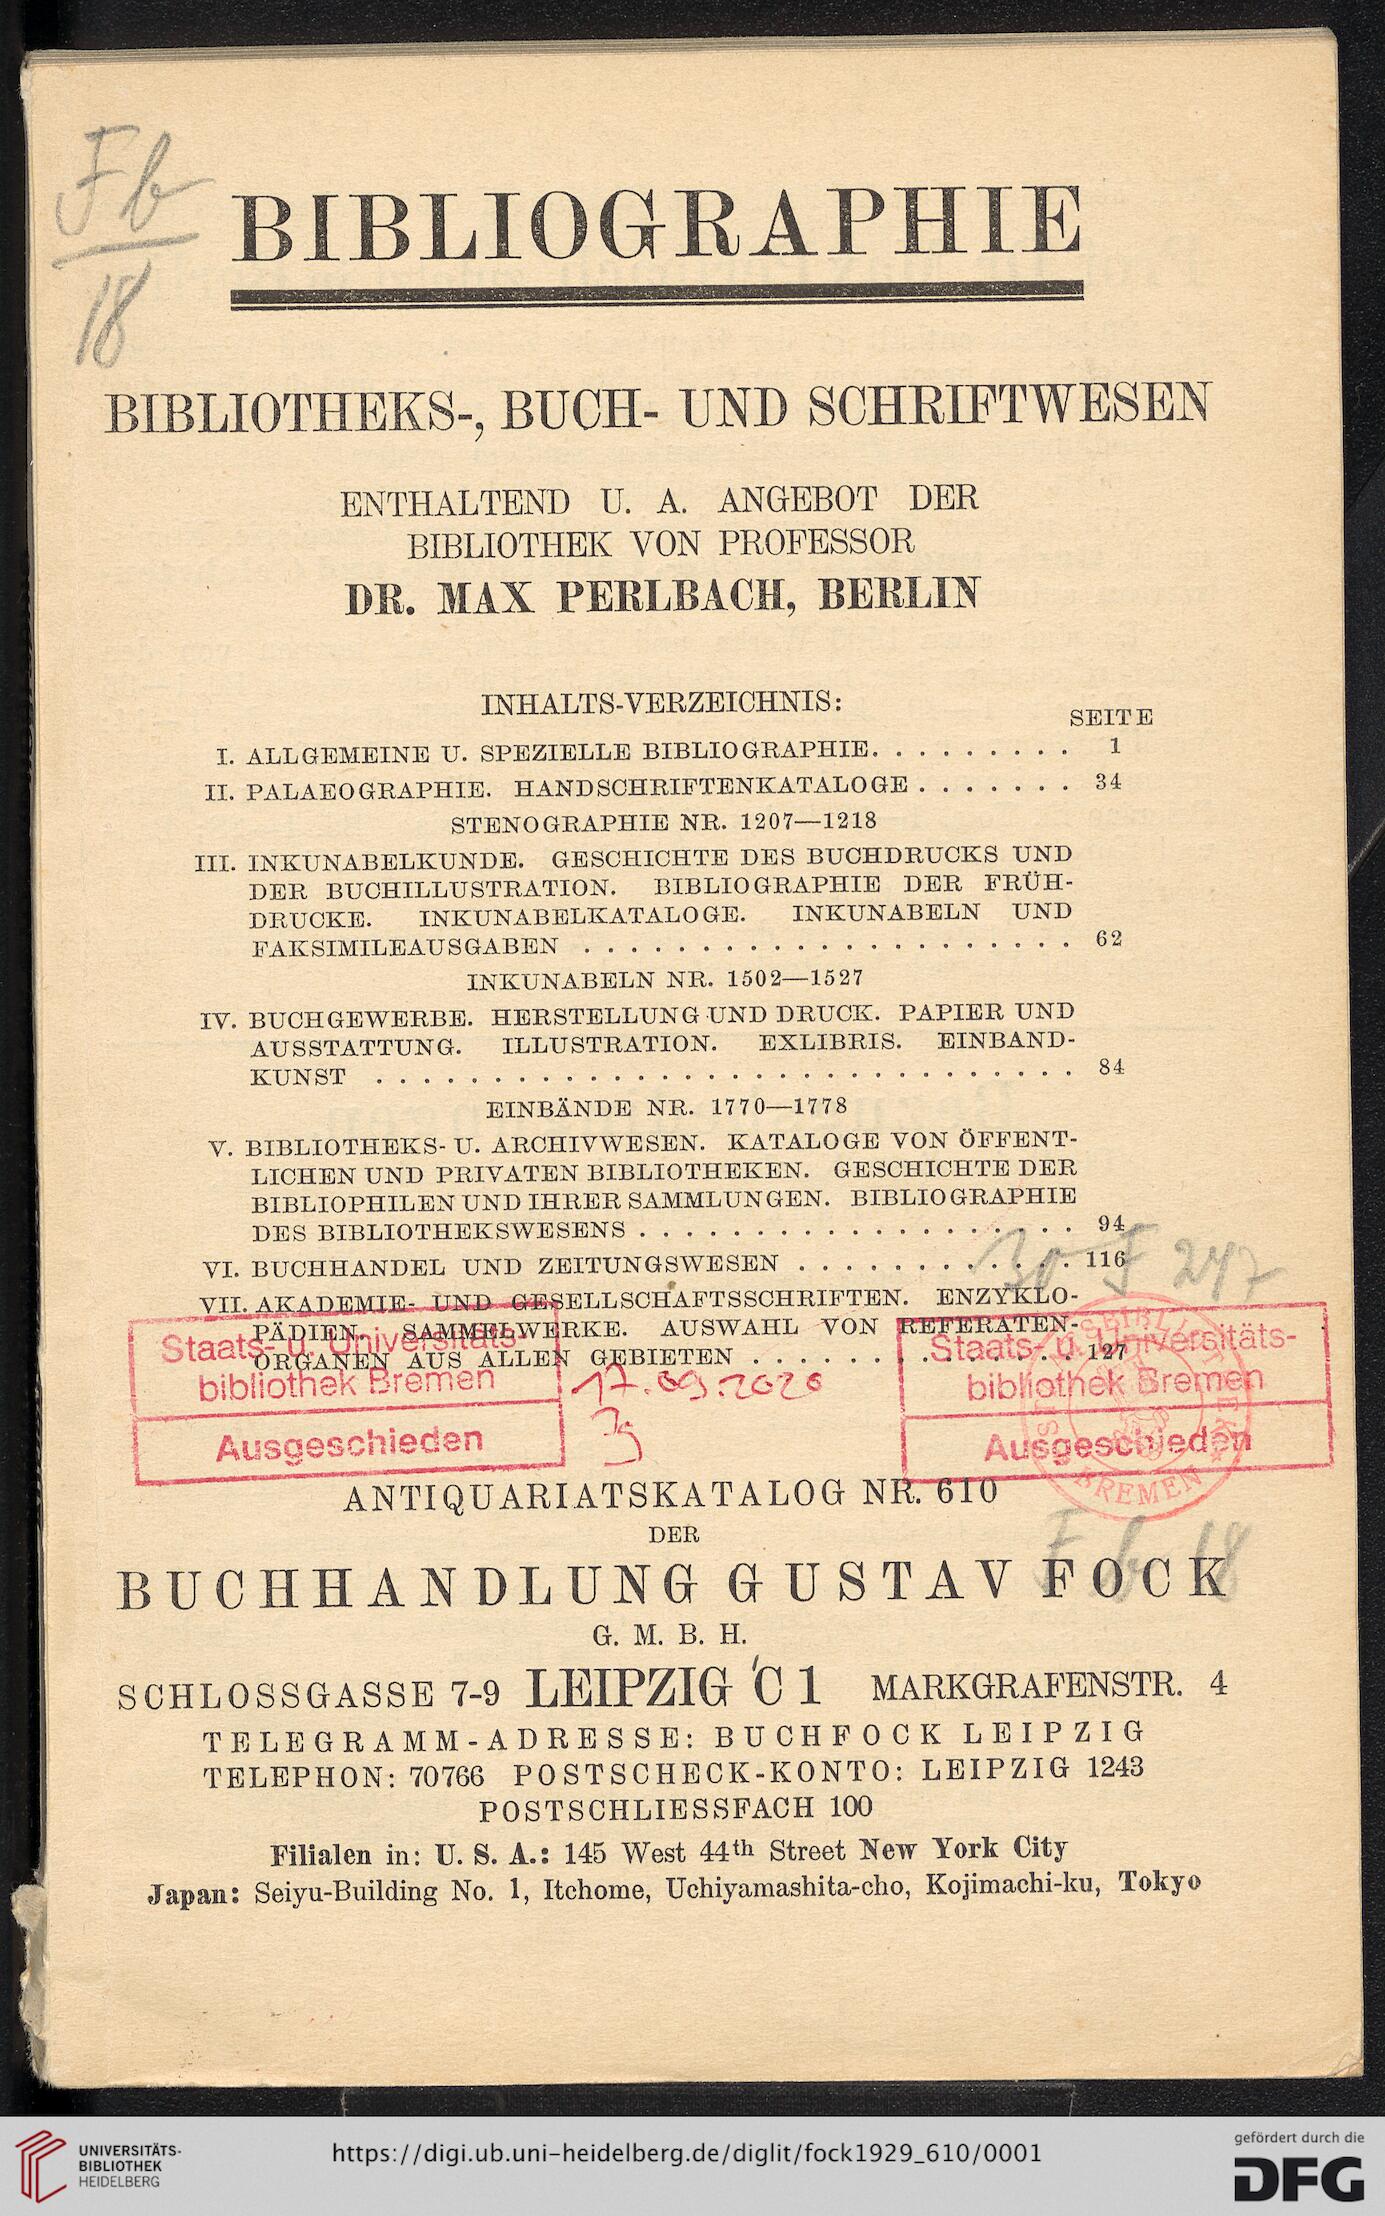 Fb
18
BIBLIOGRAPHIE
BIBLIOTHEKS-, BUCH- UND SCHRIFTWESEN
ENTHALTEND U. A. ANGEBOT DER
BIBLIOTHEK VON PROFESSOR
DR. MAX PERLBACH, BERLIN
INHALTS-VERZEICHNIS:
SEITE
I. ALLGEMEINE U. SPEZIELLE BIBLIOGRAPHIE. . . . . . . . . 1
II. PALAEOGRAPHIE. HANDSCHRIFTENKATALOGE . . . . . . . 34
STENOGRAPHIE NR. 1207—1218
III. INKUNABELKUNDE. GESCHICHTE DES BUCHDRUCKS UND
DER BUCHILLUSTRATION. BIBLIOGRAPHIE DER FRÜH-
DRUCKE. INKUNABELKATALOGE. INKUNABELN UND
FAKSIMILEAUSGABEN . . . . . . . . . . . . . . . . . . . . . 62
INKUNABELN NR. 1502—1527
IV. BUCHGEWERBE. HERSTELLUNG UND DRUCK. PAPIER UND
AUSSTATTUNG. ILLUSTRATION. EXLIBRIS. EINBAND-
KUNST . . . . . . . . . . . . . . . . . . . . . . . . . . . . . . 84
EINBÄNDE NR. 1770—1778
V. BIBLIOTHEKS- U. ARCHIVWESEN. KATALOGE VON ÖFFENT-
LICHEN UND PRIVATEN BIBLIOTHEKEN. GESCHICHTE DER
BIBLIOPHILEN UND IHRER SAMMLUNGEN. BIBLIOGRAPHIE
DES BIBLIOTHEKSWESENS . . . . . . . . . . . . . . . . . . . 94
VI. BUCHHANDEL UND ZEITUNGSWESEN . . . . . . . . . . . . 116
30 F 247
VII. AKADEMIE- UND GESELLSCHAFTSSCHRIFTEN. ENZYKLO-
PÄDIEN. SAMMELWERKE. AUSWAHL VON REFERATEN-
ORGANEN AUS ALLEN GEBIETEN . . . . . . . . . . . . . . 127
Staats- u. Universitäts-
bibliothek Bremen
Ausgeschieden
17.09.2020
Staats- u. Universitäts-
bibliothek Bremen
Ausgeschieden
BREMEN
ANTIQUARIATSKATALOG NR. 610
DER
F b 18
BUCHHANDLUNG GUSTAV FOCK
G. M. B. H.
SCHLOSSGASSE 7-9 LEIPZIG C 1 MARKGRAFENSTR. 4
TELEGRAMM-ADRESSE: BUCHFOCK LEIPZIG
TELEPHON: 70766 POSTSCHECK-KONTO: LEIPZIG 1243
POSTSCHLIESSFACH 100
Filialen in: U. S. A.: 145 West 44th Street New York City
Japan: Seiyu-Building No. 1, Itchome, Uchiyamashita-cho, Kojimachi-ku, Tokyo
UNIVERSITÄTS-
BIBLIOTHEK
HEIDELBERG
https://digi.ub.uni-heidelberg.de/diglit/fock1929_610/0001
gefördert durch die
DFG